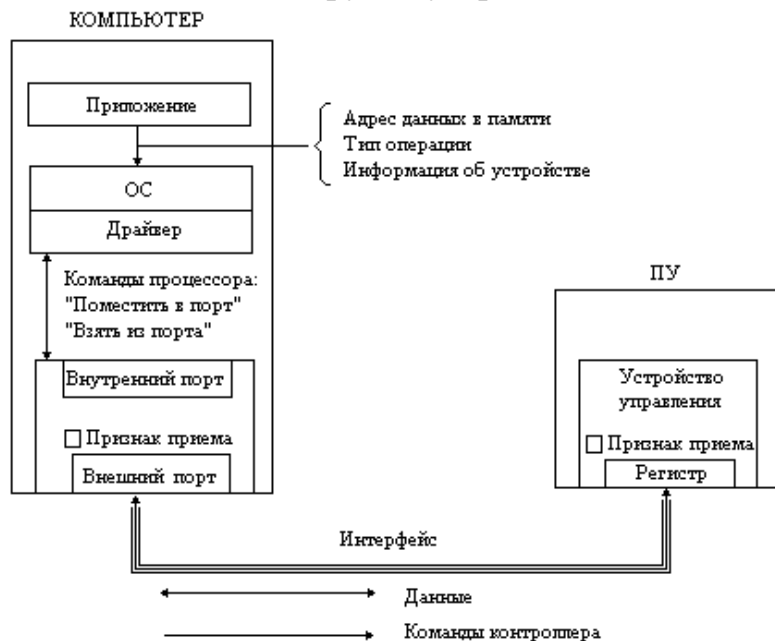 КОМПЬЮТЕР
Приложение
Адрес данных в памяти
Тип операции
Информация об устройстве
ОС
Драйвер
Команды процессора:
"Поместить в порт"
"Взять из порта"
ПУ
Внутренний порт
Устройство
управления
Признак приема
Признак приема
Внешний порт
Регистр
Интерфейс
Данные
Команды контроллера